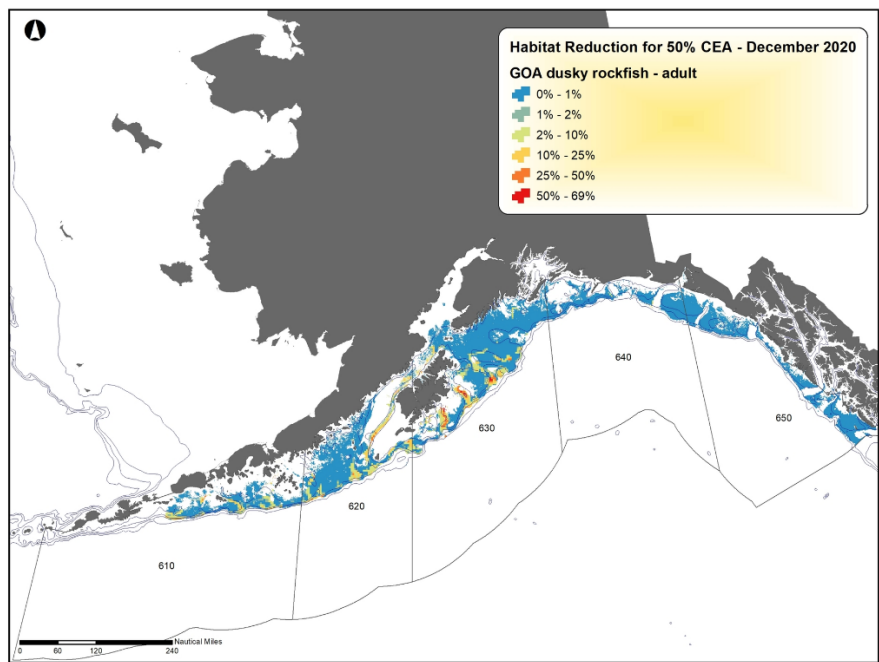 Habitat Reduction for 50% CEA - December 2020
GOA dusky rockfish - adult
0% - 1%
1% - 2%
2% - 10%
10% - 25%
25% - 50%
50% - 69%
640
650
630
620
610
Nautical Miles
0 60 120 240